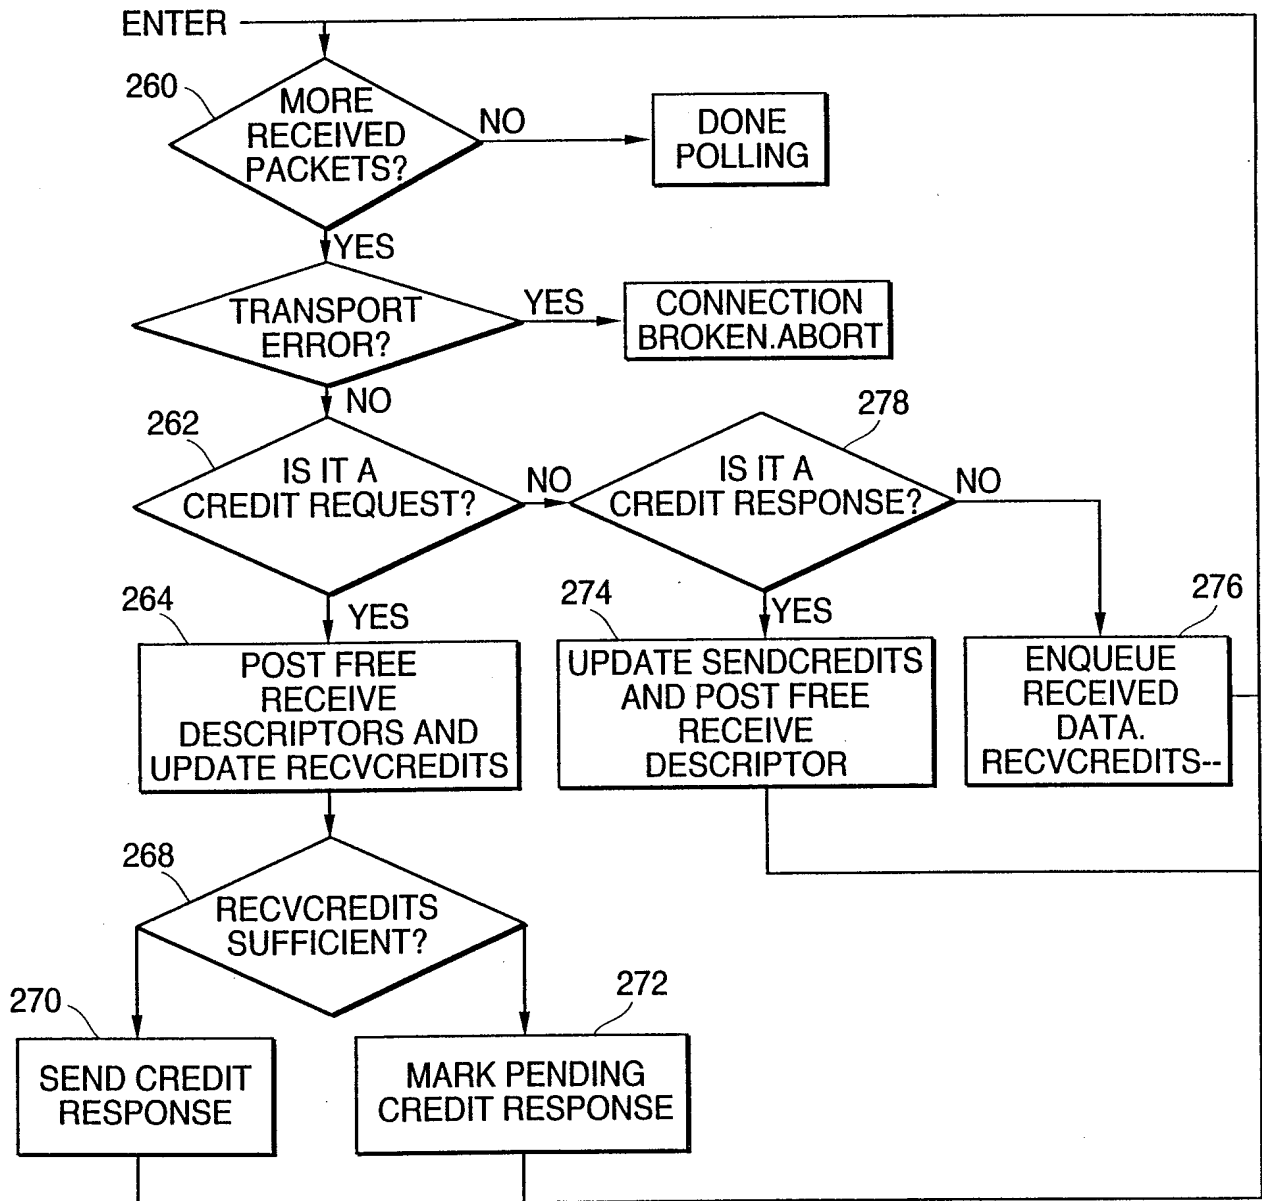 ENTER
260
MORE
RECEIVED
PACKETS?
NO
DONE
POLLING
YES
TRANSPORT
ERROR?
YES
CONNECTION
BROKEN.ABORT
NO
262
IS IT A
CREDIT REQUEST?
NO
278
IS IT A
CREDIT RESPONSE?
NO
264
YES
POST FREE
RECEIVE
DESCRIPTORS AND
UPDATE RECVCREDITS
274
YES
UPDATE SENDCREDITS
AND POST FREE
RECEIVE
DESCRIPTOR
276
ENQUEUE
RECEIVED
DATA.
RECVCREDITS--
268
RECVCREDITS
SUFFICIENT?
270
SEND CREDIT
RESPONSE
272
MARK PENDING
CREDIT RESPONSE